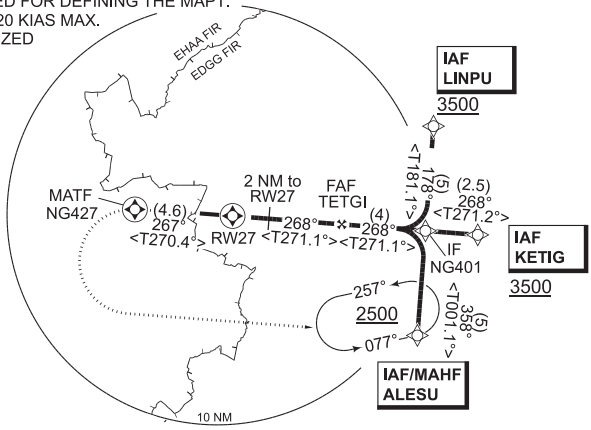 ED FOR DEFINING THE MAPT.
20 KIAS MAX.
IZED
EHAA FIR
EDGG FIR
IAF
LINPU
3500
<T181.1°>
178°
(5)
(2.5)
268°
<T271.2°>
MATF
NG427
(4.6)
267°
<T270.4°>
RW27
2 NM to
RW27
268°
<T271.1°>
FAF
TETGI
(4)
268°
<T271.1°>
IF
NG401
IAF
KETIG
3500
257°
2500
077°
<T001.1°>
358°
(5)
IAF/MAHF
ALESU
10 NM